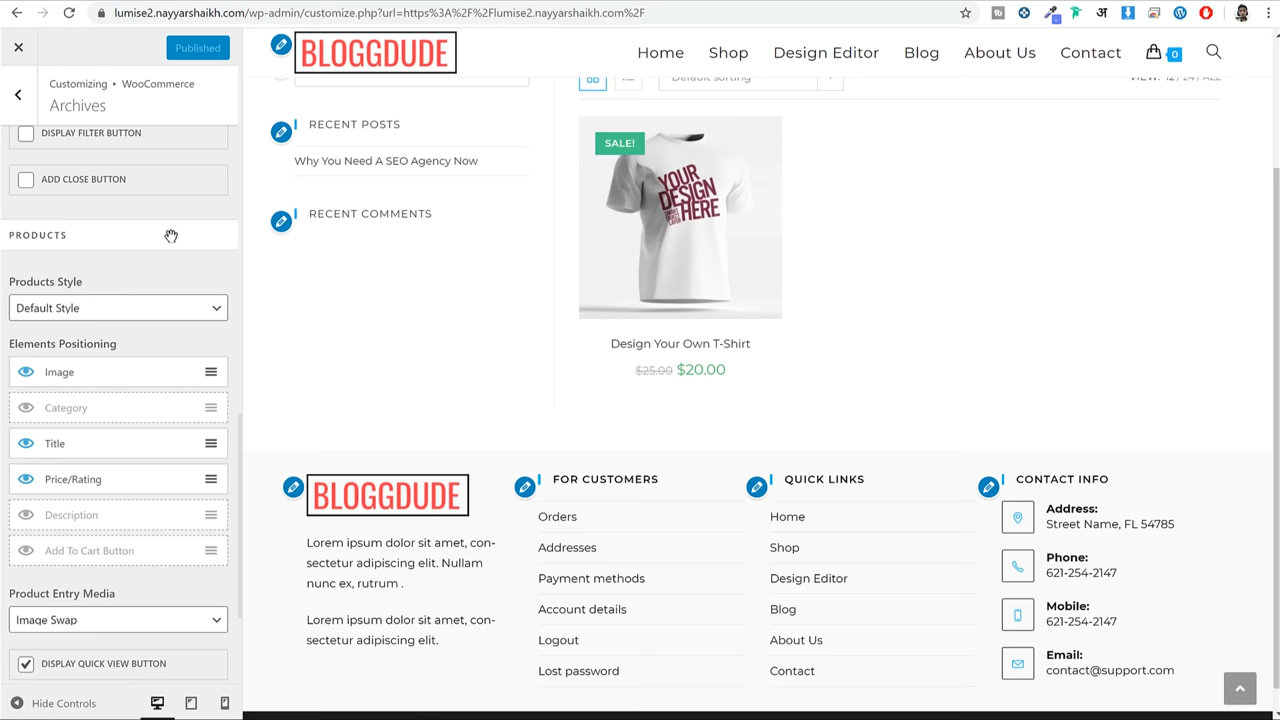 lumise2.nayyarshaikh.com/wp-admin/customize.php?url=https%3A%2F%2Flumise2.nayyarshaikh.com%2F
अ
Published
Customizing ▸ WooCommerce
Archives
DISPLAY FILTER BUTTON
ADD CLOSE BUTTON
PRODUCTS
Products Style
Default Style
Elements Positioning
Image
Category
Title
Price/Rating
Description
Add To Cart Button
Product Entry Media
Image Swap
DISPLAY QUICK VIEW BUTTON
Hide Controls
BLOGGDUDE
Home
Shop
Design Editor
Blog
About Us
Contact
0
Default sorting
VIEW: 12 / 24 / ALL
RECENT POSTS
Why You Need A SEO Agency Now
RECENT COMMENTS
SALE!
YOUR
DESIGN
HERE
Design Your Own T-Shirt
$25.00 $20.00
BLOGGDUDE
Lorem ipsum dolor sit amet, con-
sectetur adipiscing elit. Nullam
nunc ex, rutrum .
Lorem ipsum dolor sit amet, con-
sectetur adipiscing elit.
FOR CUSTOMERS
Orders
Addresses
Payment methods
Account details
Logout
Lost password
QUICK LINKS
Home
Shop
Design Editor
Blog
About Us
Contact
CONTACT INFO
Address:
Street Name, FL 54785
Phone:
621-254-2147
Mobile:
621-254-2147
Email:
contact@support.com